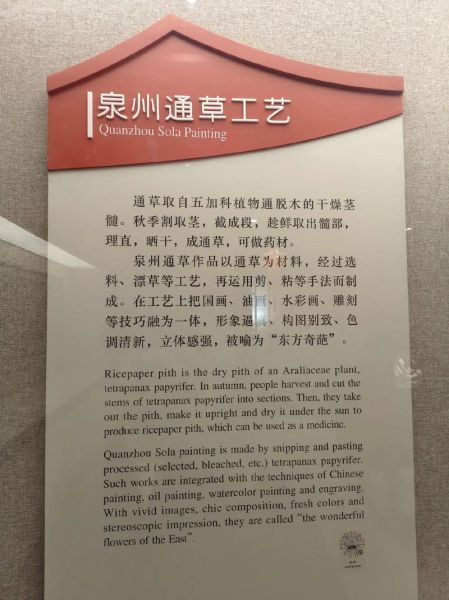 泉州通草工艺
Quanzhou Sola Painting
通草取自五加科植物通脱木的干燥茎
髓。秋季割取茎，截成段，趁鲜取出髓部，
理直，晒干，成通草，可做药材。
泉州通草作品以通草为材料，经过选
料、漂草等工艺，再运用剪、粘等手法而制
成。在工艺上把国画、油画、水彩画、雕刻
等技巧融为一体，形象逼真、构图别致、色
调清新，立体感强，被喻为“东方奇葩”。
Ricepaper pith is the dry pith of an Araliaceae plant,
tetrapanax papyrifer. In autumn, people harvest and cut the
stems of tetrapanax papyrifer into sections. Then, they take
out the pith, make it upright and dry it under the sun to
produce ricepaper pith, which can be used as a medicine.
Quanzhou Sola painting is made by snipping and pasting
processed (selected, bleached, etc.) tetrapanax papyrifer.
Such works are integrated with the techniques of Chinese
painting, oil painting, watercolor painting and engraving.
With vivid images, chic composition, fresh colors and
stereoscopic impression, they are called “the wonderful
flowers of the East”.